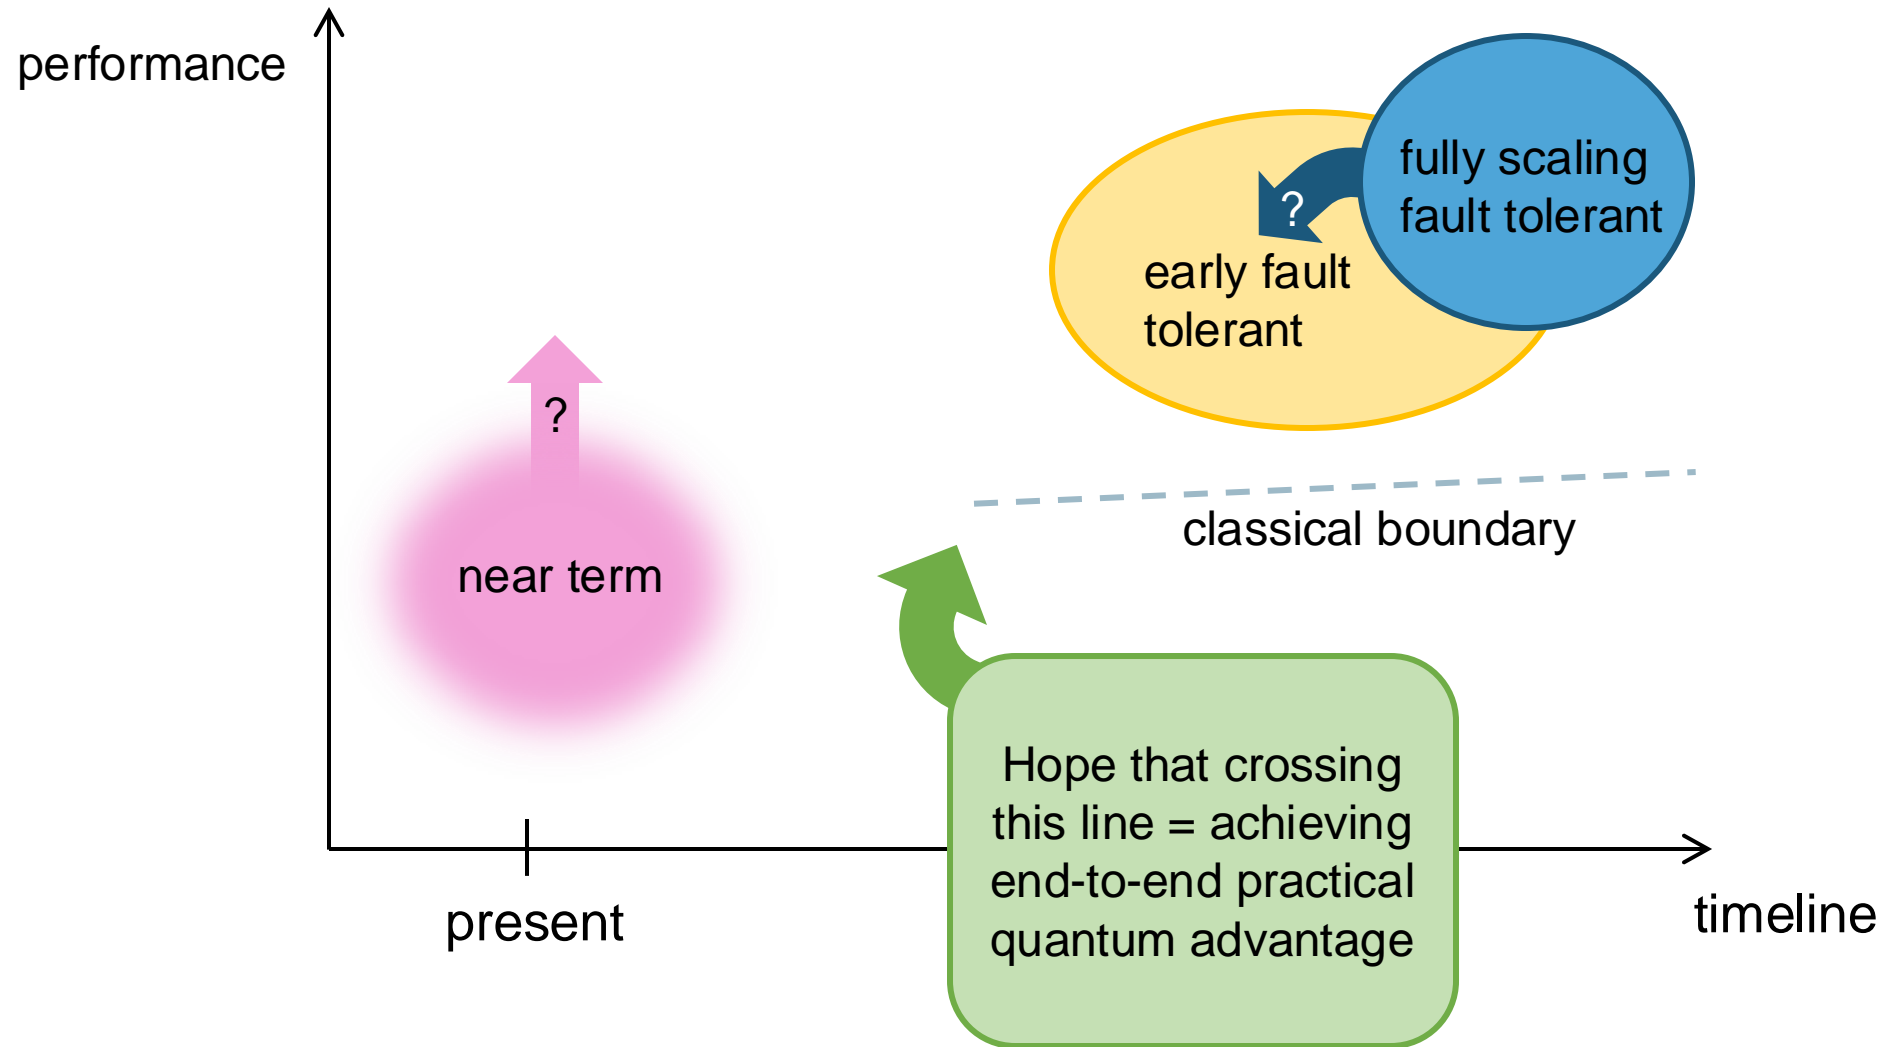 performance
fully scaling
fault tolerant
?
early fault
tolerant
?
near term
classical boundary
Hope that crossing
this line = achieving
end-to-end practical
quantum advantage
present
timeline